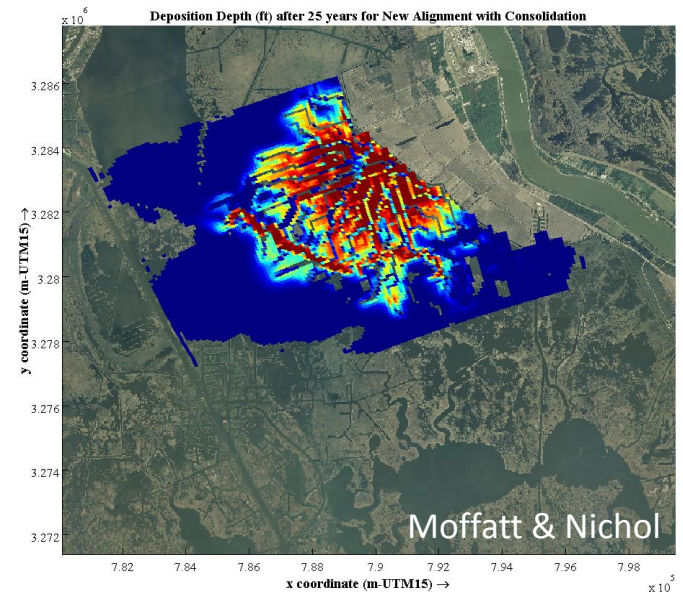 Deposition Depth (ft) after 25 years for New Alignment with Consolidation
x 10^6
3.286
3.284
3.282
3.28
3.278
3.276
3.274
3.272
y coordinate (m-UTM15) →
Moffatt & Nichol
7.82 7.84 7.86 7.88 7.9 7.92 7.94 7.96 7.98
x coordinate (m-UTM15) →
x 10^5